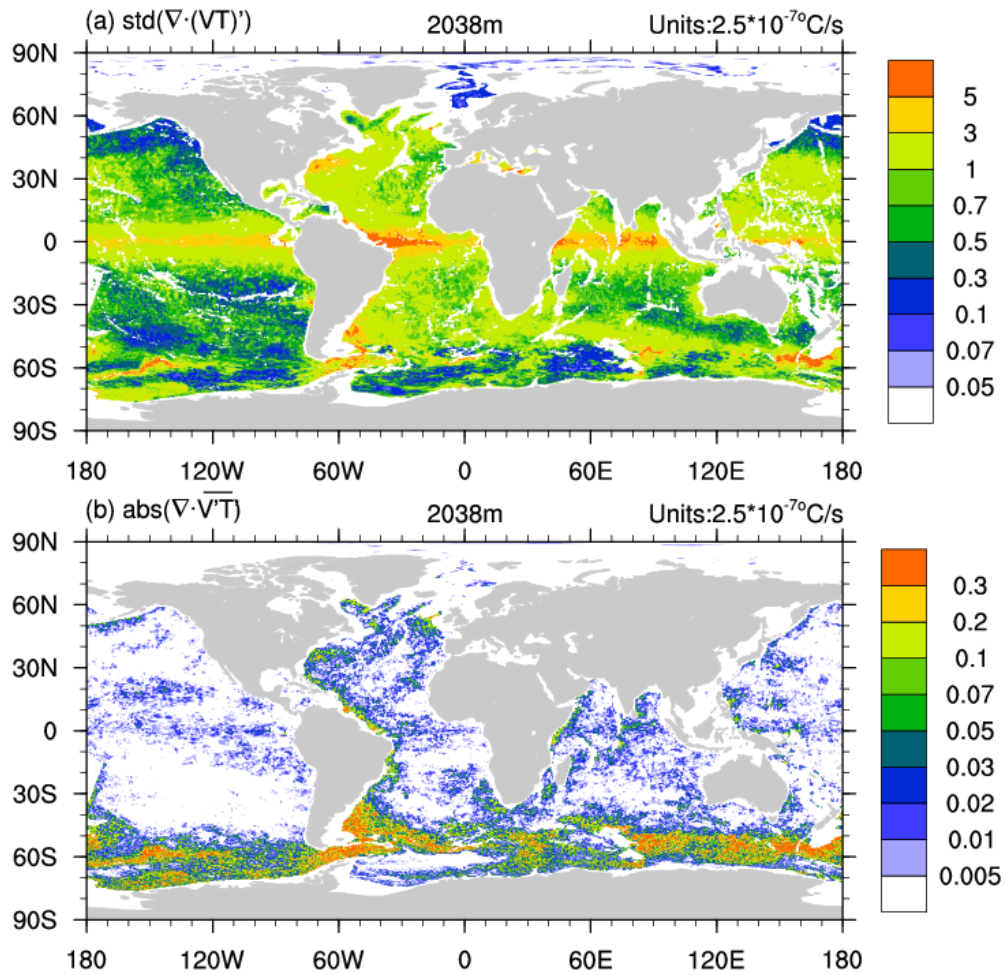 (a) std(∇·(VT)') 2038m Units:2.5*10⁻⁷°C/s
90N
60N
30N
0
30S
60S
90S
180 120W 60W 0 60E 120E 180
5
3
1
0.7
0.5
0.3
0.1
0.07
0.05
(b) abs(∇·V̅'̅T̅) 2038m Units:2.5*10⁻⁷°C/s
90N
60N
30N
0
30S
60S
90S
180 120W 60W 0 60E 120E 180
0.3
0.2
0.1
0.07
0.05
0.03
0.02
0.01
0.005